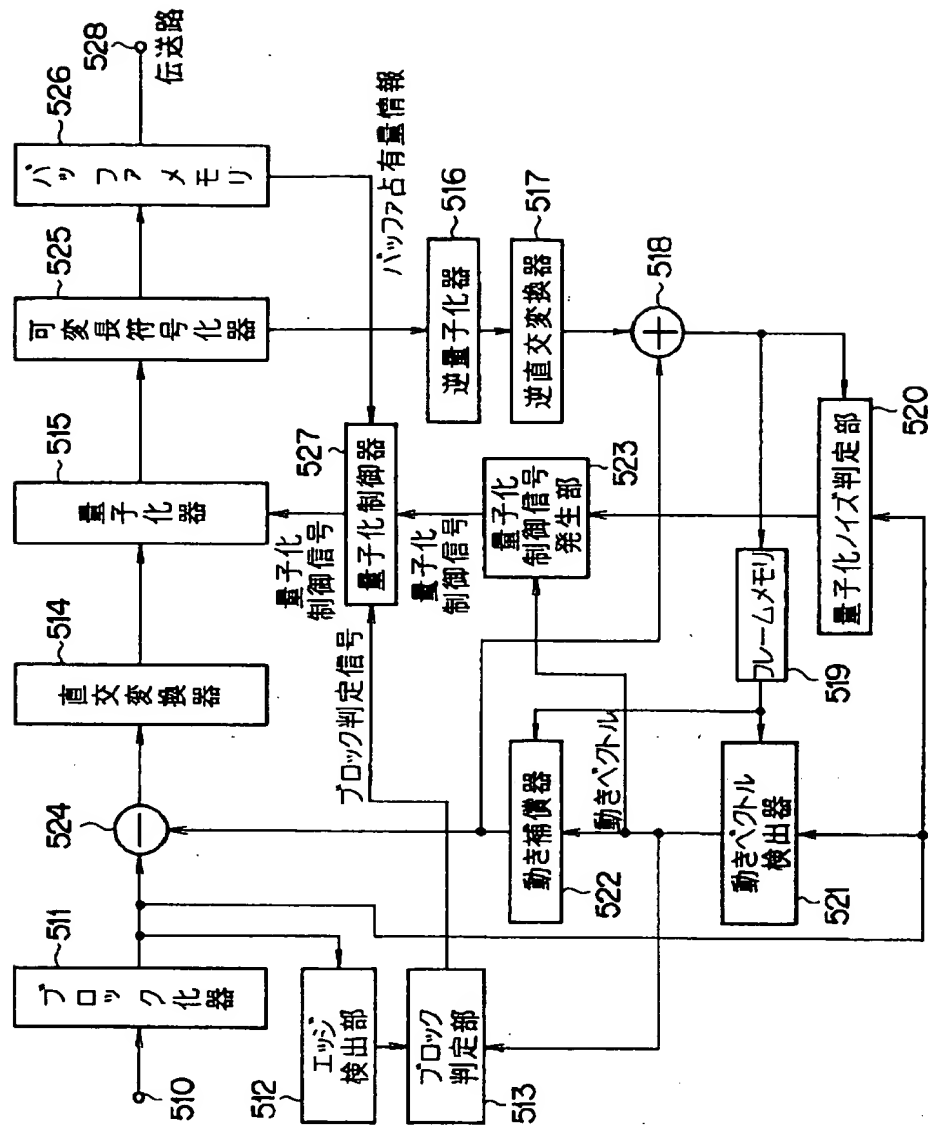 510
511
ブロック化器
524
514
直交変換器
515
量子化器
525
可変長符号化器
526
バッファメモリ
528
伝送路
512
エッジ
検出部
513
ブロック
判定部
ブロック判定信号
量子化
制御信号
527
量子化制御器
バッファ占有量情報
量子化
制御信号
516
逆量子化器
517
逆直交変換器
518
523
量子化
制御信号
発生部
522
動き補償器
動きベクトル
521
動きベクトル
検出器
519
フレームメモリ
520
量子化ノイズ判定部